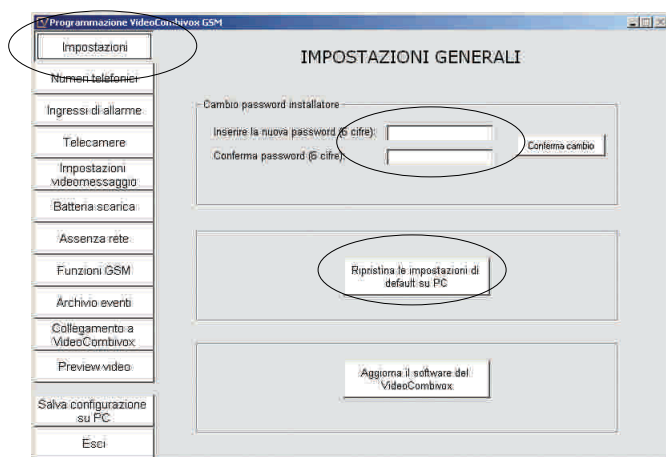 Programmazione VideoCombivox GSM
Impostazioni
Numeri telefonici
Ingressi di allarme
Telecamere
Impostazioni
videomessaggio
Batteria scarica
Assenza rete
Funzioni GSM
Archivio eventi
Collegamento a
VideoCombivox
Preview video
Salva configurazione
su PC
Esci
IMPOSTAZIONI GENERALI
Cambio password installatore
Inserire la nuova password (6 cifre):
Conferma password (6 cifre):
Conferma cambio
Ripristina le impostazioni di
default su PC
Aggiorna il software del
VideoCombivox